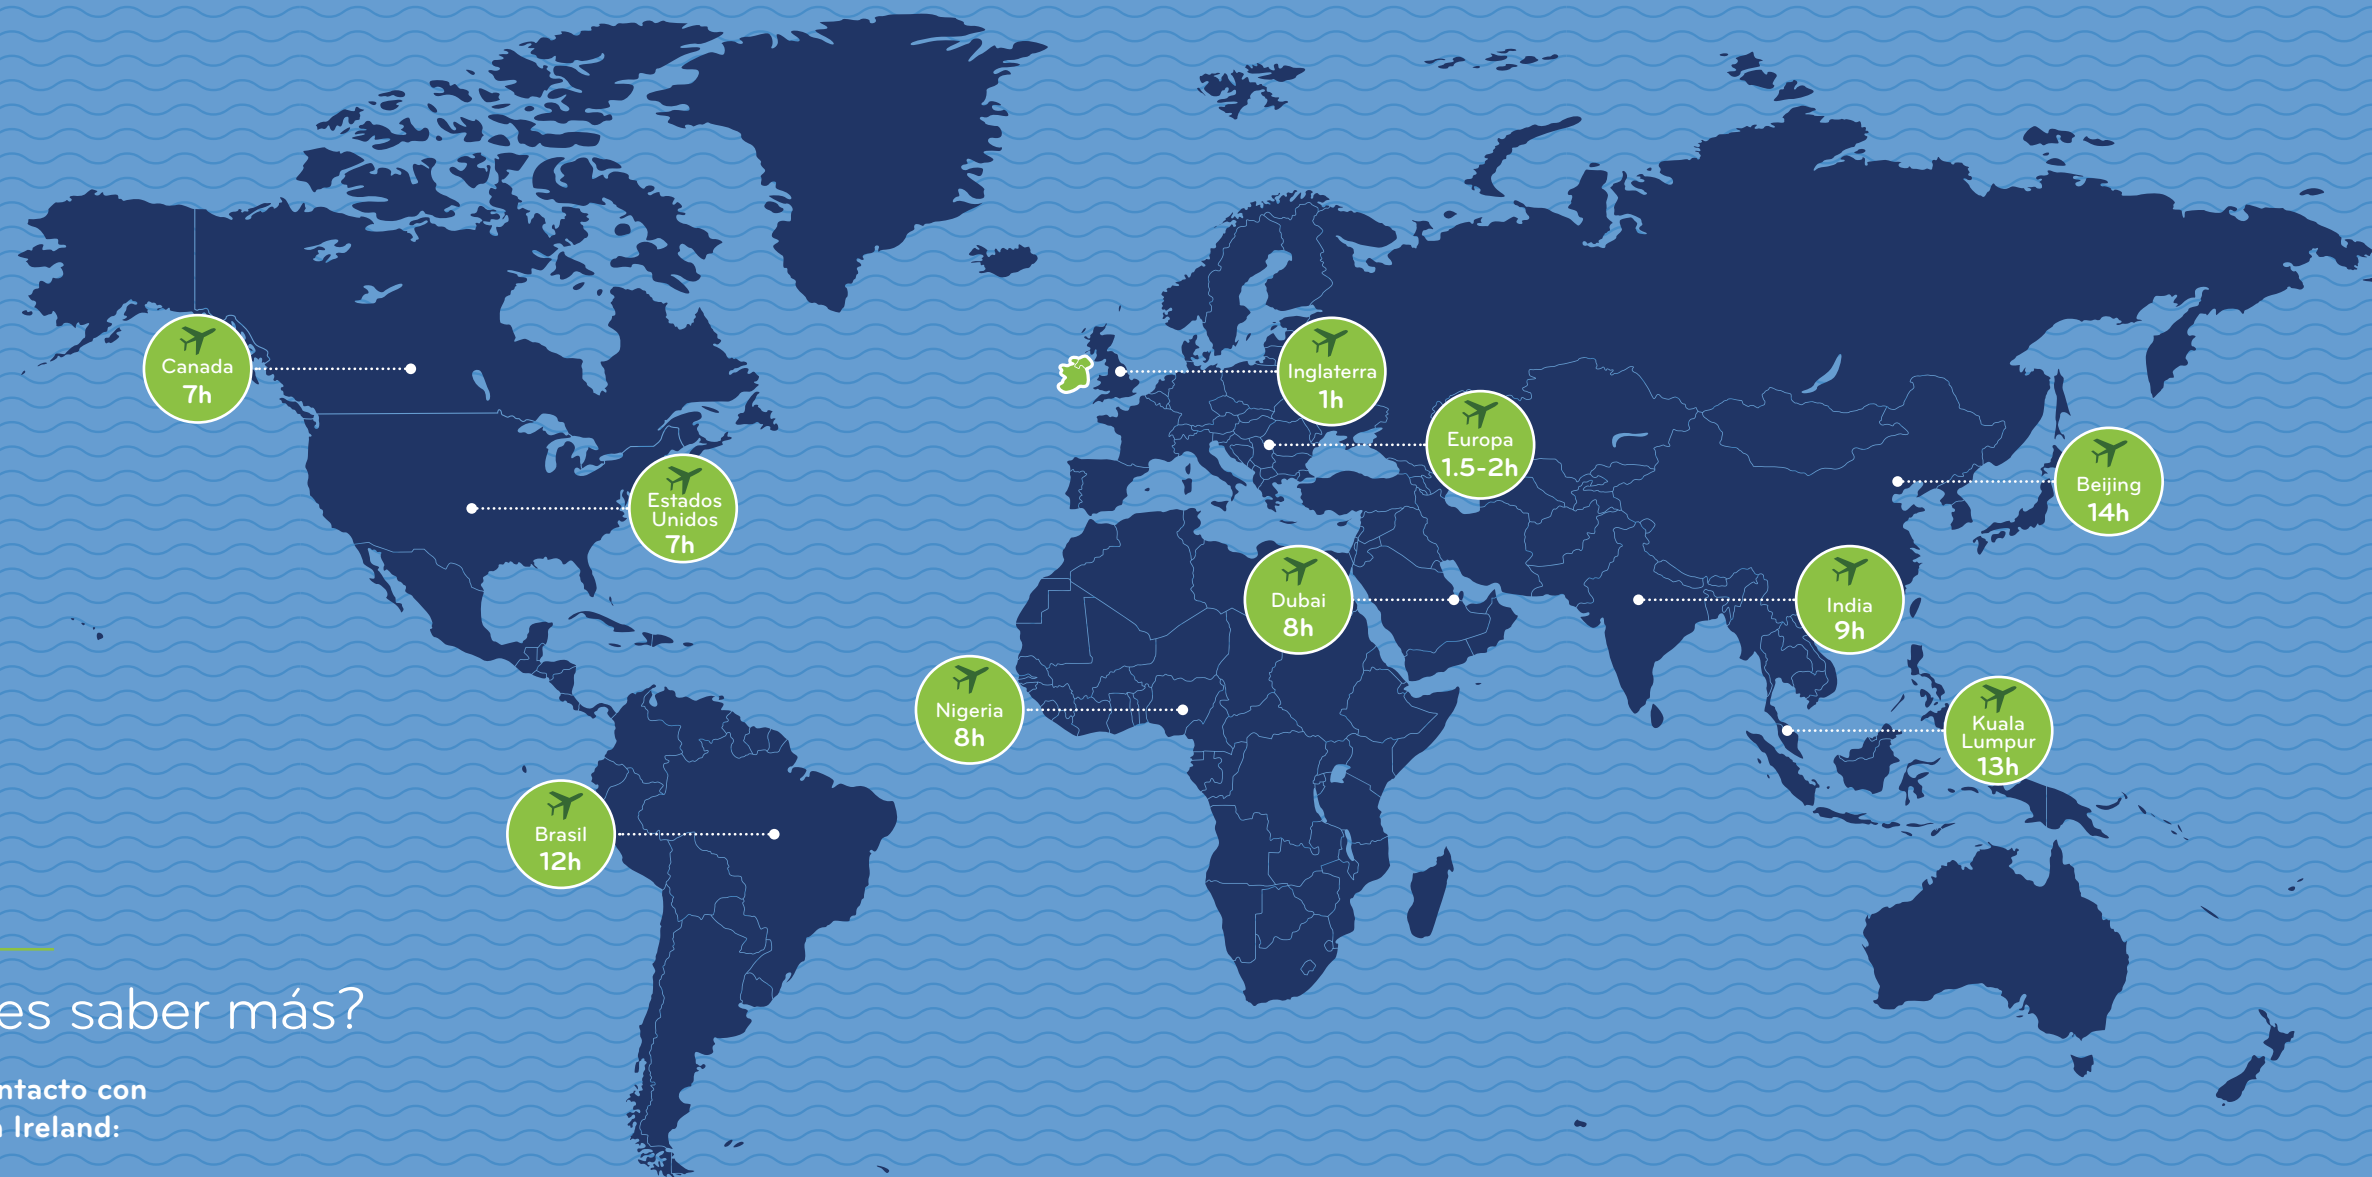 Canada
7h
Inglaterra
1h
Europa
1.5-2h
Estados
Unidos
7h
Beijing
14h
Dubai
8h
India
9h
Nigeria
8h
Kuala
Lumpur
13h
Brasil
12h
es saber más?
ntacto con
Ireland: